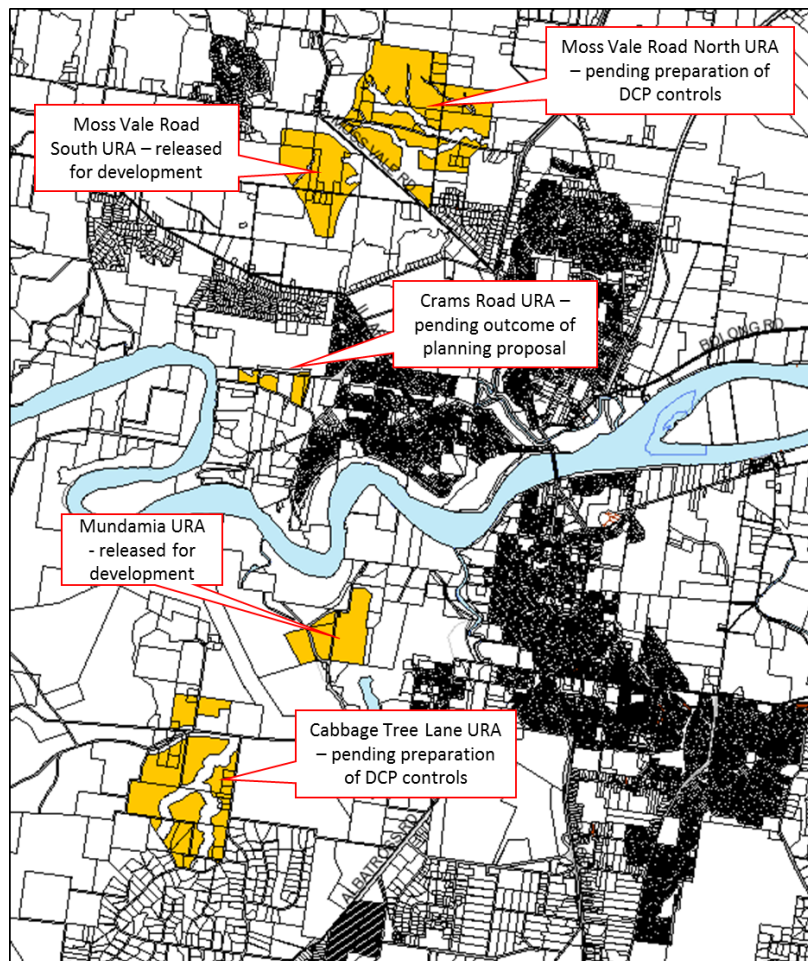 Moss Vale Road North URA
– pending preparation of
DCP controls
Moss Vale Road
South URA – released
for development
MOSS VALE RD
Crams Road URA –
pending outcome of
planning proposal
BOLONG RD
Mundamia URA
- released for
development
Cabbage Tree Lane URA
– pending preparation
of DCP controls
ALBATROSS RD